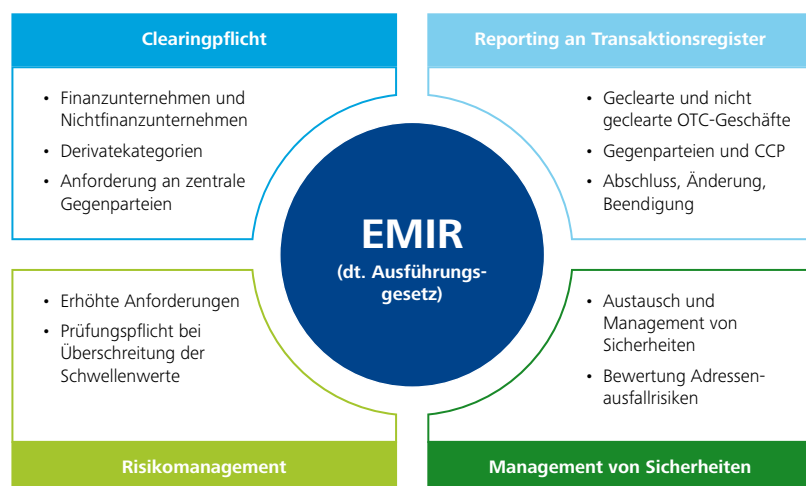 Clearingpflicht
• Finanzunternehmen und
Nichtfinanzunternehmen
• Derivatekategorien
• Anforderung an zentrale
Gegenparteien
Reporting an Transaktionsregister
• Geclearte und nicht
geclearte OTC-Geschäfte
• Gegenparteien und CCP
• Abschluss, Änderung,
Beendigung
EMIR
(dt. Ausführungs-
gesetz)
• Erhöhte Anforderungen
• Prüfungspflicht bei
Überschreitung der
Schwellenwerte
Risikomanagement
• Austausch und
Management von
Sicherheiten
• Bewertung Adressen-
ausfallrisiken
Management von Sicherheiten